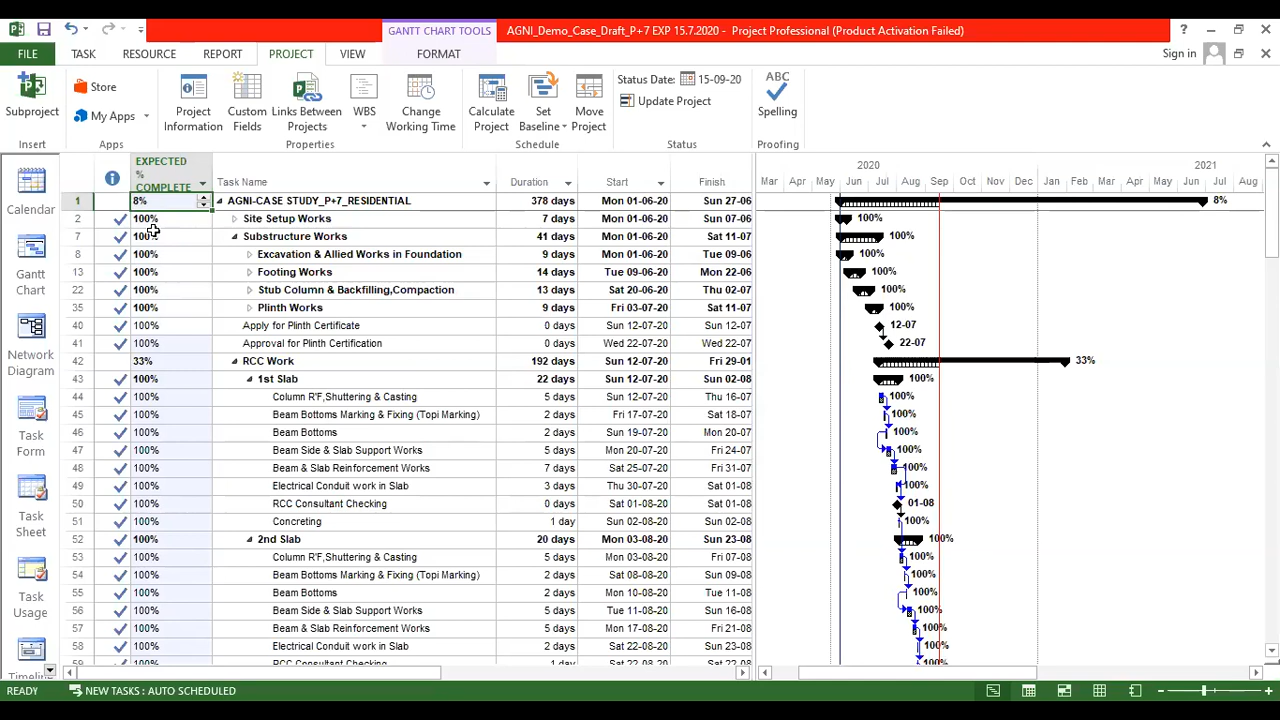 GANTT CHART TOOLS
AGNI_Demo_Case_Draft_P+7 EXP 15.7.2020 - Project Professional (Product Activation Failed)
FILE TASK RESOURCE REPORT PROJECT VIEW FORMAT Sign in
Subproject
Store
My Apps
Project Information
Custom Fields
Links Between Projects
WBS
Change Working Time
Calculate Project
Set Baseline
Move Project
Status Date: 15-09-20
Update Project
ABC
Spelling
Insert Apps Properties Schedule Status Proofing
Calendar
Gantt Chart
Network Diagram
Task Form
Task Sheet
Task Usage
Timeline
EXPECTED % COMPLETE Task Name Duration Start Finish
2020 2021
Mar Apr May Jun Jul Aug Sep Oct Nov Dec Jan Feb Mar Apr May Jun Jul Aug
1 8% AGNI-CASE STUDY_P+7_RESIDENTIAL 378 days Mon 01-06-20 Sun 27-06 8%
2 100% Site Setup Works 7 days Mon 01-06-20 Sun 07-06 100%
7 100% Substructure Works 41 days Mon 01-06-20 Sat 11-07 100%
8 100% Excavation & Allied Works in Foundation 9 days Mon 01-06-20 Tue 09-06 100%
13 100% Footing Works 14 days Tue 09-06-20 Mon 22-06 100%
22 100% Stub Column & Backfilling,Compaction 13 days Sat 20-06-20 Thu 02-07 100%
35 100% Plinth Works 9 days Fri 03-07-20 Sat 11-07 100%
40 100% Apply for Plinth Certificate 0 days Sun 12-07-20 Sun 12-07 12-07
41 100% Approval for Plinth Certification 0 days Wed 22-07-20 Wed 22-07 22-07
42 33% RCC Work 192 days Sun 12-07-20 Fri 29-01 33%
43 100% 1st Slab 22 days Sun 12-07-20 Sun 02-08 100%
44 100% Column R'F,Shuttering & Casting 5 days Sun 12-07-20 Thu 16-07 100%
45 100% Beam Bottoms Marking & Fixing (Topi Marking) 2 days Fri 17-07-20 Sat 18-07 100%
46 100% Beam Bottoms 2 days Sun 19-07-20 Mon 20-07 100%
47 100% Beam Side & Slab Support Works 5 days Mon 20-07-20 Fri 24-07 100%
48 100% Beam & Slab Reinforcement Works 7 days Sat 25-07-20 Fri 31-07 100%
49 100% Electrical Conduit work in Slab 3 days Thu 30-07-20 Sat 01-08 100%
50 100% RCC Consultant Checking 0 days Sat 01-08-20 Sat 01-08 01-08
51 100% Concreting 1 day Sun 02-08-20 Sun 02-08 100%
52 100% 2nd Slab 20 days Mon 03-08-20 Sun 23-08 100%
53 100% Column R'F,Shuttering & Casting 5 days Mon 03-08-20 Fri 07-08 100%
54 100% Beam Bottoms Marking & Fixing (Topi Marking) 2 days Sat 08-08-20 Sun 09-08 100%
55 100% Beam Bottoms 2 days Mon 10-08-20 Tue 11-08 100%
56 100% Beam Side & Slab Support Works 5 days Tue 11-08-20 Sun 16-08 100%
57 100% Beam & Slab Reinforcement Works 5 days Mon 17-08-20 Fri 21-08 100%
58 100% Electrical Conduit work in Slab 2 days Sat 22-08-20 Sun 23-08 100%
59 100% RCC Consultant Checking 1 day Sat 22-08-20 Sat 22-08 100%
READY NEW TASKS : AUTO SCHEDULED